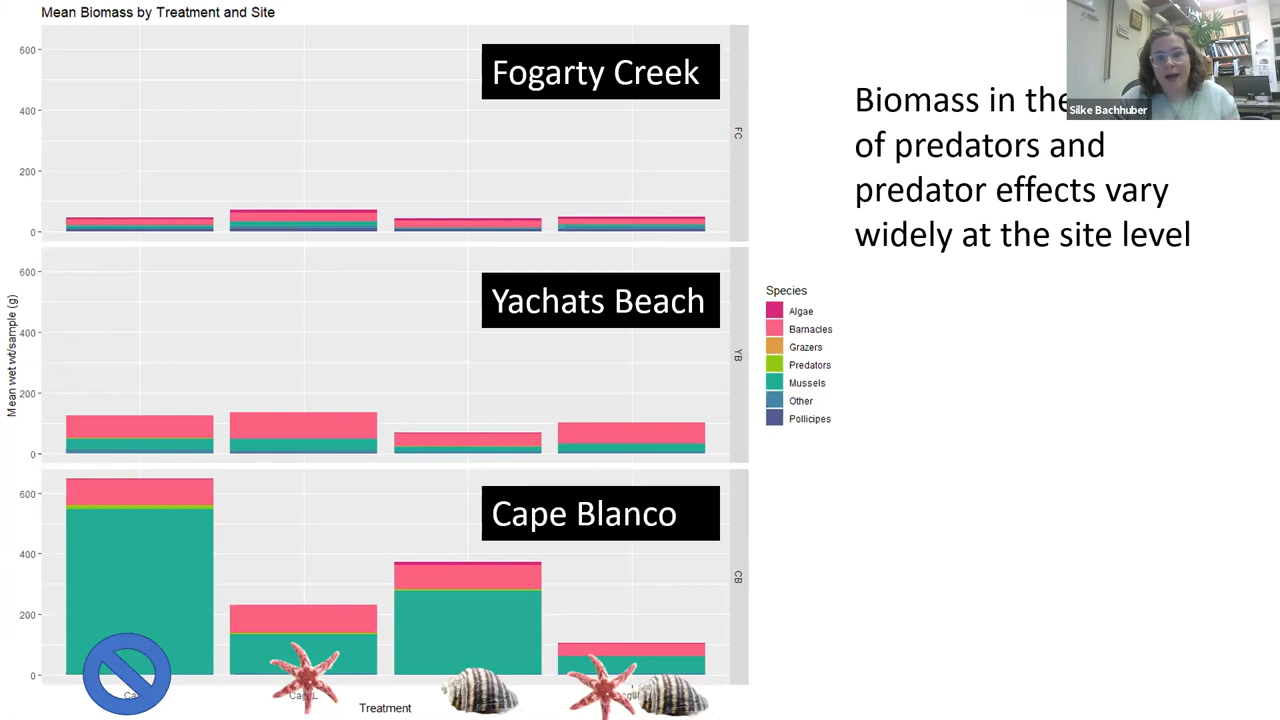 Mean Biomass by Treatment and Site
Fogarty Creek
600
400
200
0
FC
Yachats Beach
600
400
200
0
YB
Cape Blanco
600
400
200
0
CB
Mean wet wt/sample (g)
Treatment
Species
Algae
Barnacles
Grazers
Predators
Mussels
Other
Pollicipes
Biomass in the
of predators and
predator effects vary
widely at the site level
Silke Bachhuber